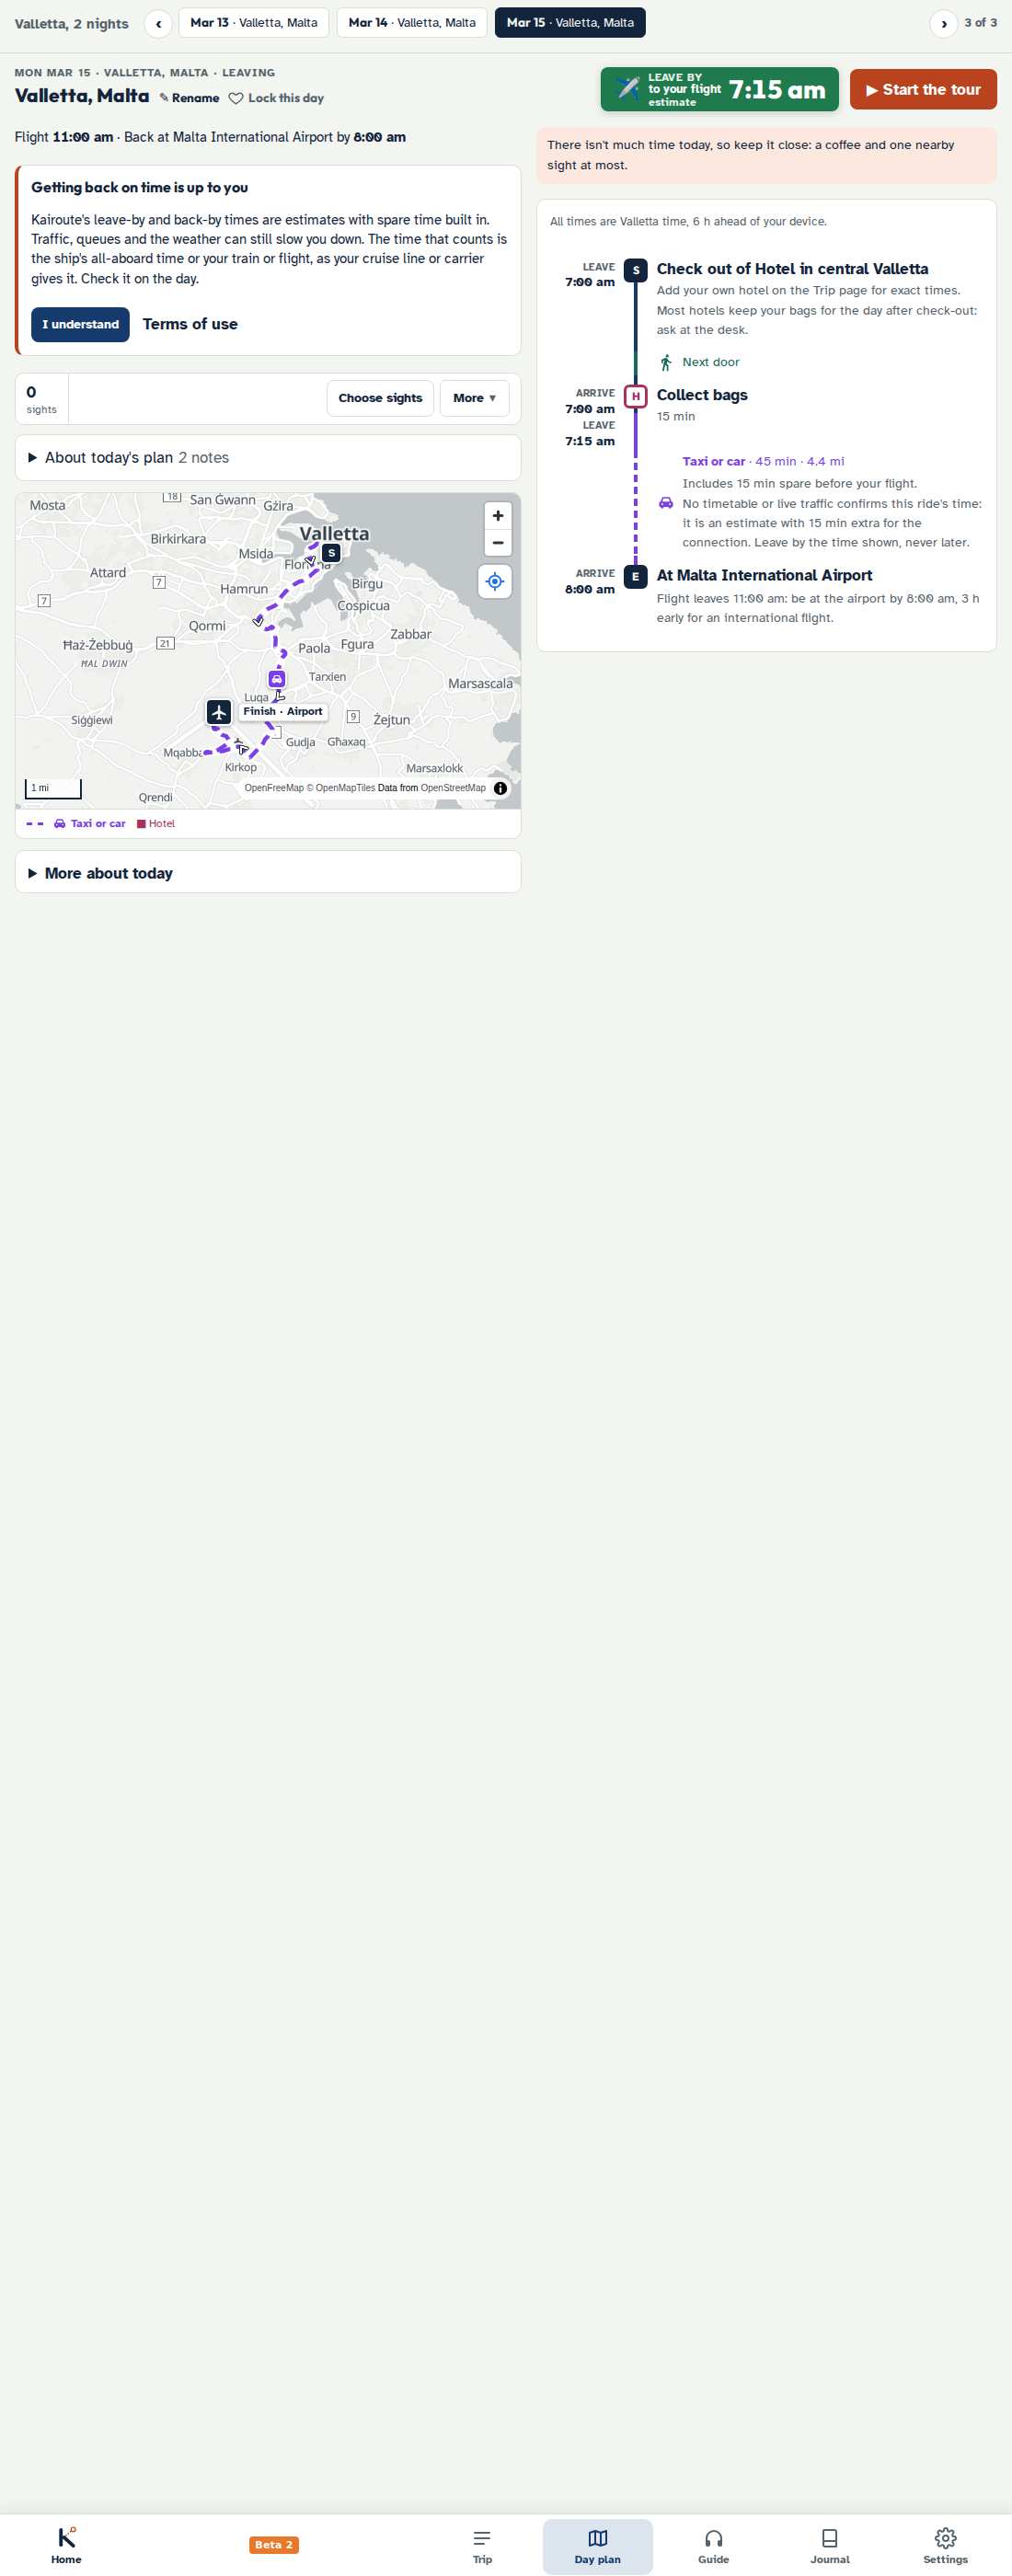 Valletta, 2 nights
‹
Mar 13 · Valletta, Malta
Mar 14 · Valletta, Malta
Mar 15 · Valletta, Malta
›
3 of 3
MON MAR 15 · VALLETTA, MALTA · LEAVING
Valletta, Malta
✎ Rename
Lock this day
LEAVE BY
to your flight
estimate
7:15 am
▶ Start the tour
Flight 11:00 am · Back at Malta International Airport by 8:00 am
Getting back on time is up to you
Kairoute's leave-by and back-by times are estimates with spare time built in.
Traffic, queues and the weather can still slow you down. The time that counts is
the ship's all-aboard time or your train or flight, as your cruise line or carrier
gives it. Check it on the day.
I understand
Terms of use
0
sights
Choose sights
More ▼
▶ About today's plan 2 notes
Mosta
18
San Ġwann
Gżira
Valletta
S
Birkirkara
Msida
Attard
7
Hamrun
Birgu
Cospicua
7
Qormi
Zabbar
Ħaż-Żebbuġ
21
Paola
Fgura
ĦAL DWIN
Tarxien
Marsascala
Luqa
Finish · Airport
Siġġiewi
9
Żejtun
Gudja
Għaxaq
Kirkop
Marsaxlokk
Qrendi
1 mi
+
−
OpenFreeMap © OpenMapTiles Data from OpenStreetMap
Taxi or car
Hotel
▶ More about today
There isn't much time today, so keep it close: a coffee and one nearby
sight at most.
All times are Valletta time, 6 h ahead of your device.
LEAVE
7:00 am
S
Check out of Hotel in central Valletta
Add your own hotel on the Trip page for exact times.
Most hotels keep your bags for the day after check-out:
ask at the desk.
Next door
ARRIVE
7:00 am
LEAVE
7:15 am
H
Collect bags
15 min
Taxi or car · 45 min · 4.4 mi
Includes 15 min spare before your flight.
No timetable or live traffic confirms this ride's time:
it is an estimate with 15 min extra for the
connection. Leave by the time shown, never later.
ARRIVE
8:00 am
E
At Malta International Airport
Flight leaves 11:00 am: be at the airport by 8:00 am, 3 h
early for an international flight.
Home
Beta 2
Trip
Day plan
Guide
Journal
Settings